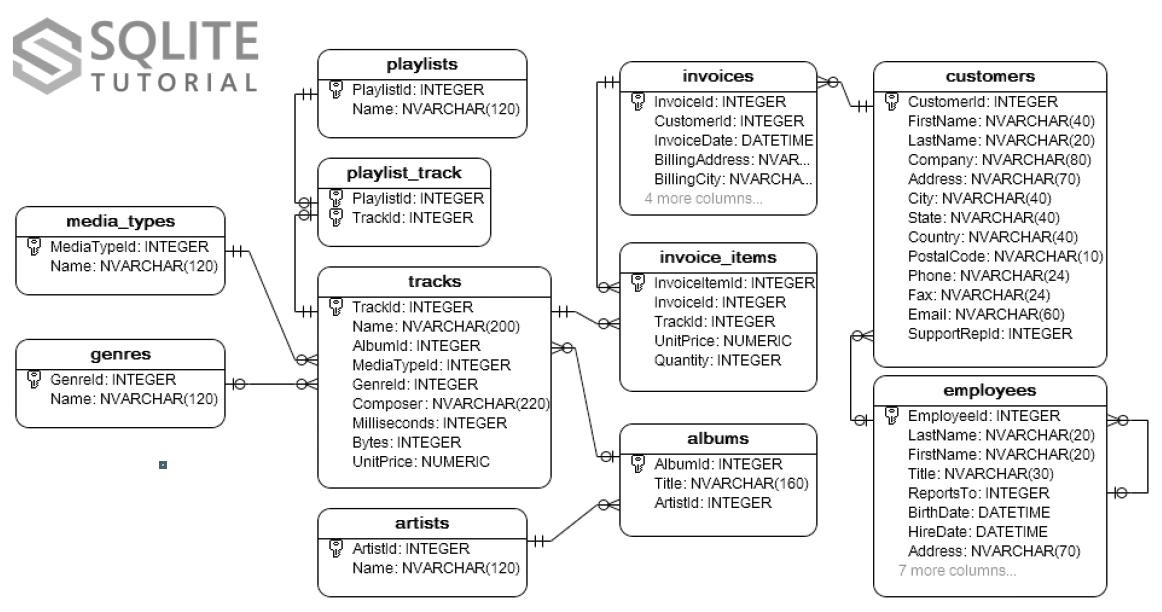 SQLITE
TUTORIAL
playlists
PlaylistId: INTEGER
Name: NVARCHAR(120)
playlist_track
PlaylistId: INTEGER
TrackId: INTEGER
media_types
MediaTypeId: INTEGER
Name: NVARCHAR(120)
genres
GenreId: INTEGER
Name: NVARCHAR(120)
tracks
TrackId: INTEGER
Name: NVARCHAR(200)
AlbumId: INTEGER
MediaTypeId: INTEGER
GenreId: INTEGER
Composer: NVARCHAR(220)
Milliseconds: INTEGER
Bytes: INTEGER
UnitPrice: NUMERIC
artists
ArtistId: INTEGER
Name: NVARCHAR(120)
invoices
InvoiceId: INTEGER
CustomerId: INTEGER
InvoiceDate: DATETIME
BillingAddress: NVAR...
BillingCity: NVARCHA...
4 more columns...
invoice_items
InvoiceItemId: INTEGER
InvoiceId: INTEGER
TrackId: INTEGER
UnitPrice: NUMERIC
Quantity: INTEGER
albums
AlbumId: INTEGER
Title: NVARCHAR(160)
ArtistId: INTEGER
customers
CustomerId: INTEGER
FirstName: NVARCHAR(40)
LastName: NVARCHAR(20)
Company: NVARCHAR(80)
Address: NVARCHAR(70)
City: NVARCHAR(40)
State: NVARCHAR(40)
Country: NVARCHAR(40)
PostalCode: NVARCHAR(10)
Phone: NVARCHAR(24)
Fax: NVARCHAR(24)
Email: NVARCHAR(60)
SupportRepId: INTEGER
employees
EmployeeId: INTEGER
LastName: NVARCHAR(20)
FirstName: NVARCHAR(20)
Title: NVARCHAR(30)
ReportsTo: INTEGER
BirthDate: DATETIME
HireDate: DATETIME
Address: NVARCHAR(70)
7 more columns...